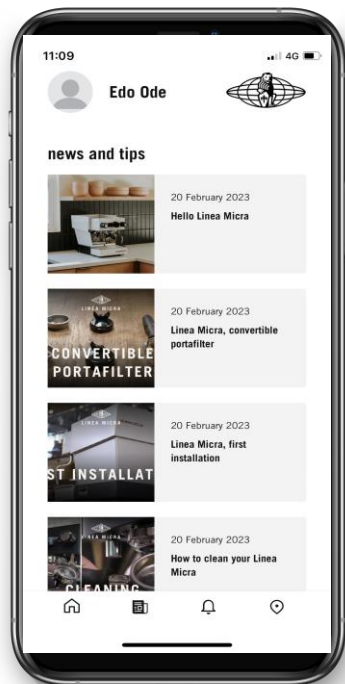 11:09
4G
Edo Ode
news and tips
20 February 2023
Hello Linea Micra
LINEA MICRA
CONVERTIBLE
PORTAFILTER
20 February 2023
Linea Micra, convertible
portafilter
LINEA MICRA
ST INSTALLAT
20 February 2023
Linea Micra, first
installation
LINEA MICRA
CLEANING
20 February 2023
How to clean your Linea
Micra